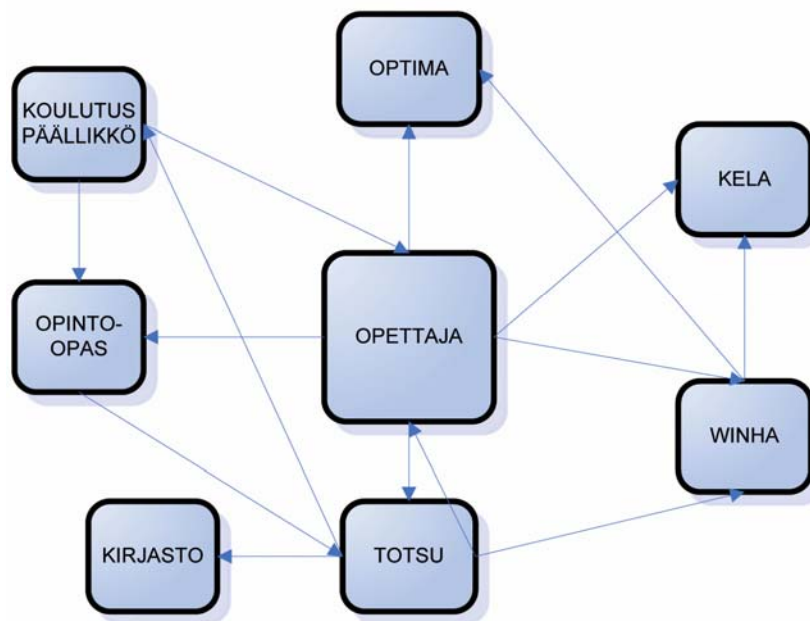 OPTIMA
KOULUTUS
PÄÄLLIKKÖ
KELA
OPINTO-
OPAS
OPETTAJA
WINHA
KIRJASTO
TOTSU